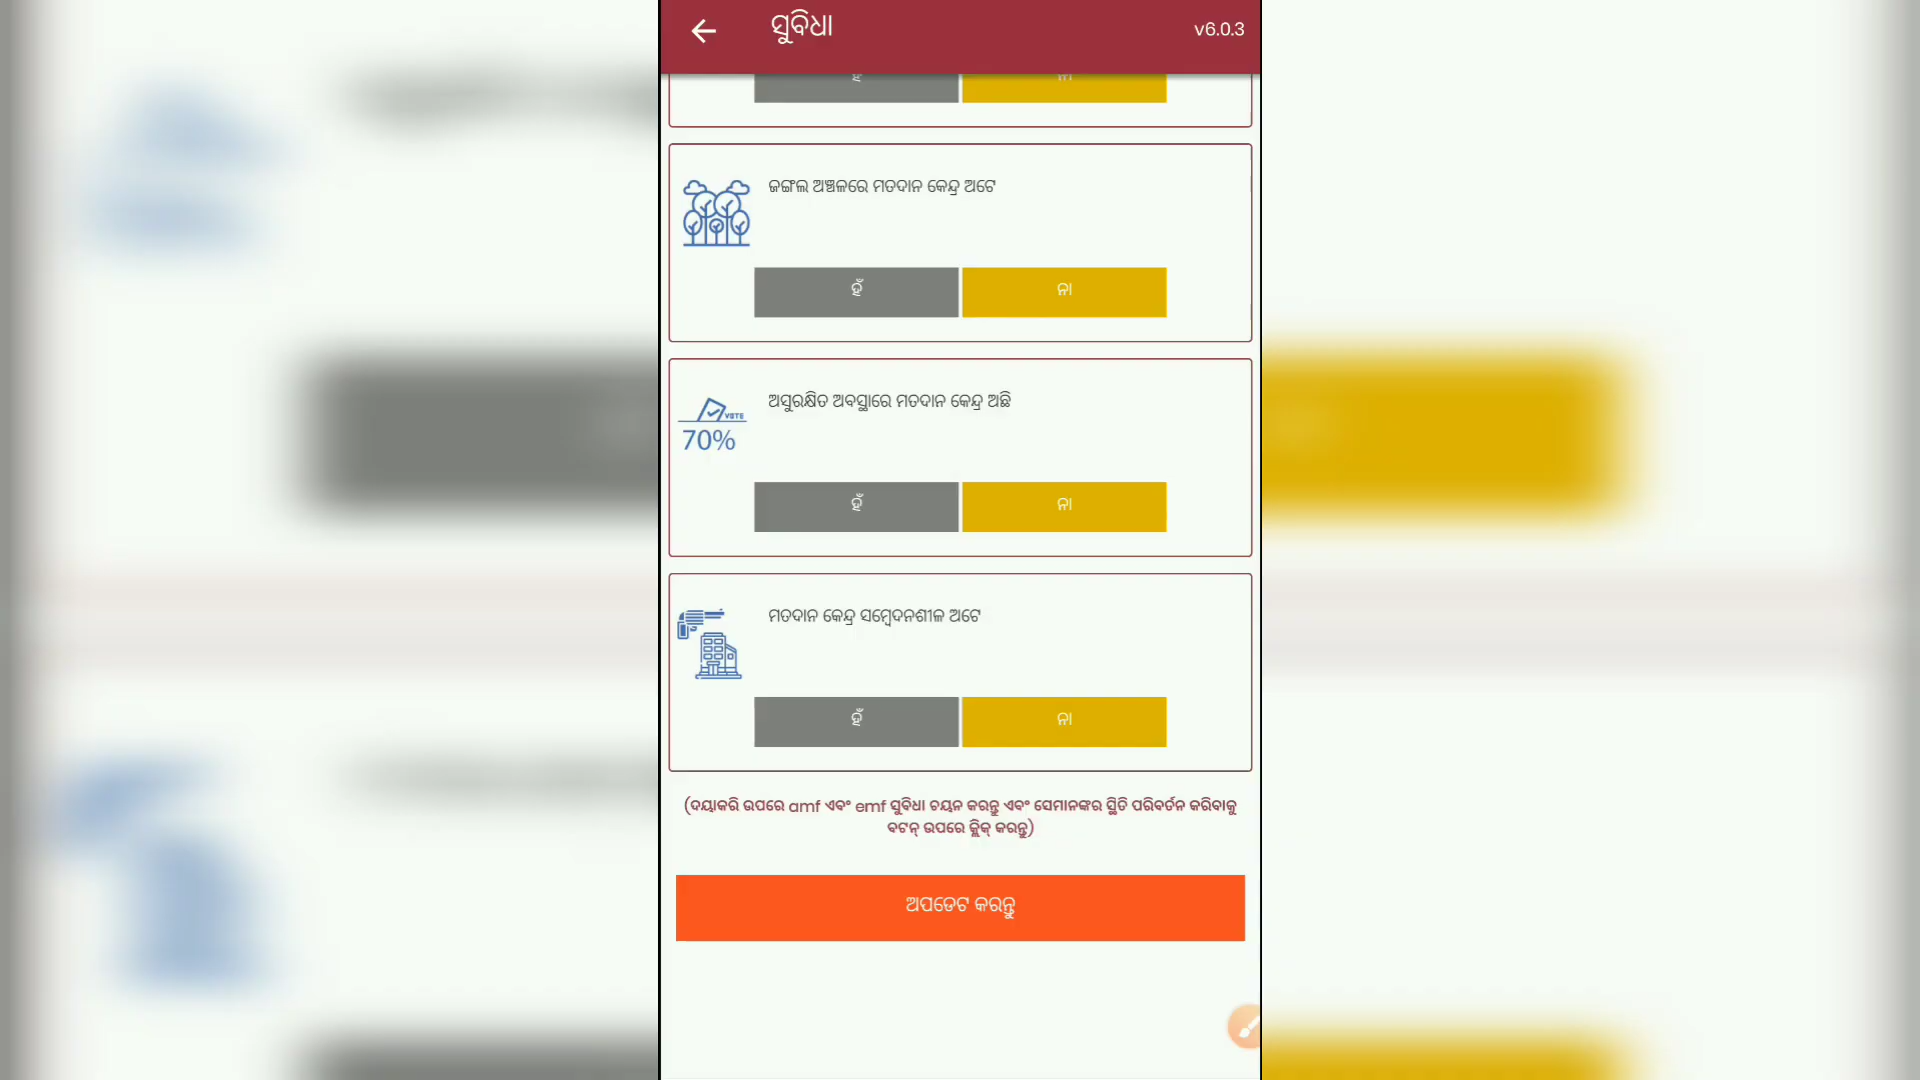 ସୁବିଧା
v6.0.3
ଜଙ୍ଗଲ ଅଞ୍ଚଳରେ ମତଦାନ କେନ୍ଦ୍ର ଅଟେ
ହଁ
ନା
ଅସୁରକ୍ଷିତ ଅବସ୍ଥାରେ ମତଦାନ କେନ୍ଦ୍ର ଅଛି
VOTE
70%
ହଁ
ନା
ମତଦାନ କେନ୍ଦ୍ର ସମ୍ବେଦନଶୀଳ ଅଟେ
ହଁ
ନା
(ଦୟାକରି ଉପରେ amf ଏବଂ emf ସୁବିଧା ଚୟନ କରନ୍ତୁ ଏବଂ ସେମାନଙ୍କର ସ୍ଥିତି ପରିବର୍ତନ କରିବାକୁ
ବଟନ୍ ଉପରେ କ୍ଲିକ୍ କରନ୍ତୁ)
ଅପଡେଟ କରନ୍ତୁ